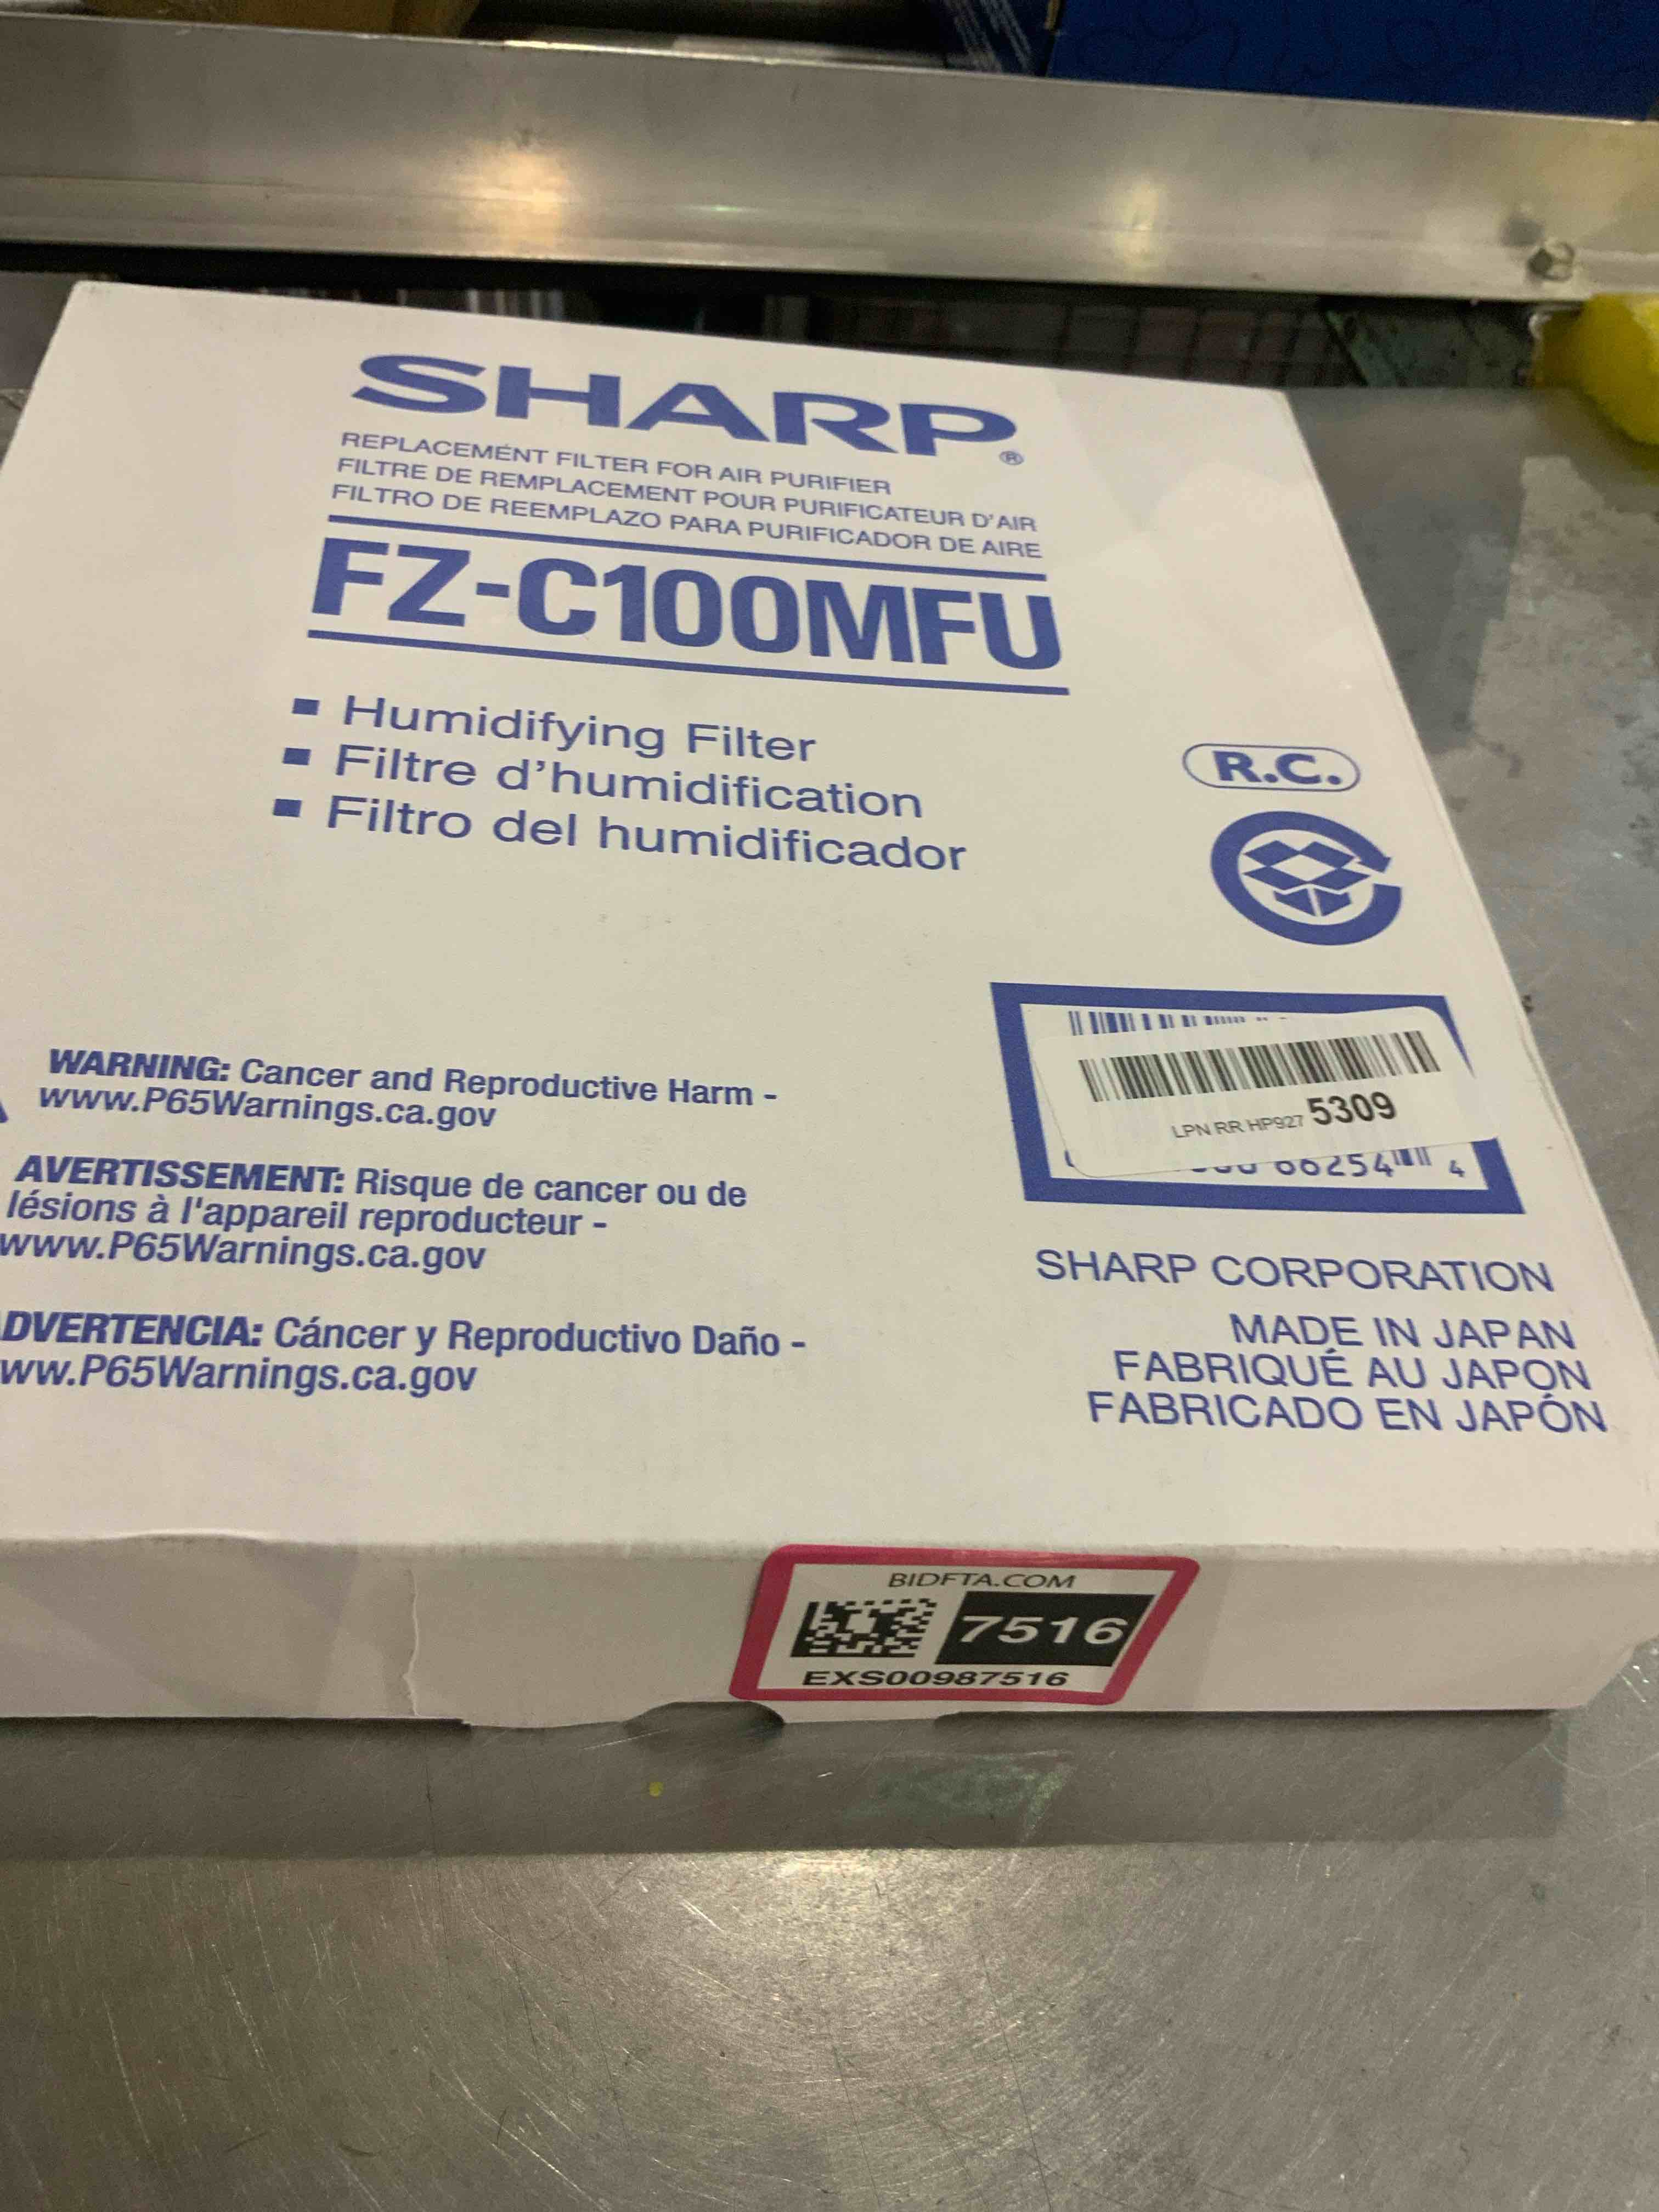 SHARP®
REPLACEMENT FILTER FOR AIR PURIFIER
FILTRE DE REMPLACEMENT POUR PURIFICATEUR D'AIR
FILTRO DE REEMPLAZO PARA PURIFICADOR DE AIRE
FZ-C100MFU
▪ Humidifying Filter
▪ Filtre d'humidification
▪ Filtro del humidificador
R.C.
LPN RR HP927 5309
66254 4
WARNING: Cancer and Reproductive Harm -
www.P65Warnings.ca.gov
AVERTISSEMENT: Risque de cancer ou de
lésions à l'appareil reproducteur -
www.P65Warnings.ca.gov
DVERTENCIA: Cáncer y Reproductivo Daño -
ww.P65Warnings.ca.gov
SHARP CORPORATION
MADE IN JAPAN
FABRIQUÉ AU JAPON
FABRICADO EN JAPÓN
BIDFTA.COM
7516
EXS00987516